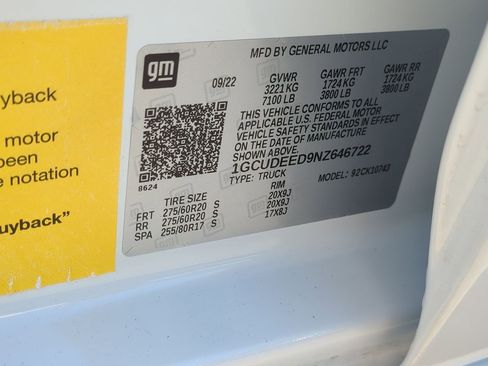 uyback
motor
been
e notation
uyback"
gm
MFD BY GENERAL MOTORS LLC
09/22 GVWR GAWR FRT GAWR RR
3221 KG 1724 KG 1724 KG
7100 LB 3800 LB 3800 LB
THIS VEHICLE CONFORMS TO ALL
APPLICABLE U.S. FEDERAL MOTOR
VEHICLE SAFETY STANDARDS IN EFFECT
ON THE DATE OF MANUFACTURE
1GCUDEED9NZ646722
8624 TYPE: TRUCK MODEL: 92CK10743
TIRE SIZE RIM
FRT 275/60R20 S 20X9J
RR 275/60R20 S 20X9J
SPA 255/80R17 S 17X8J